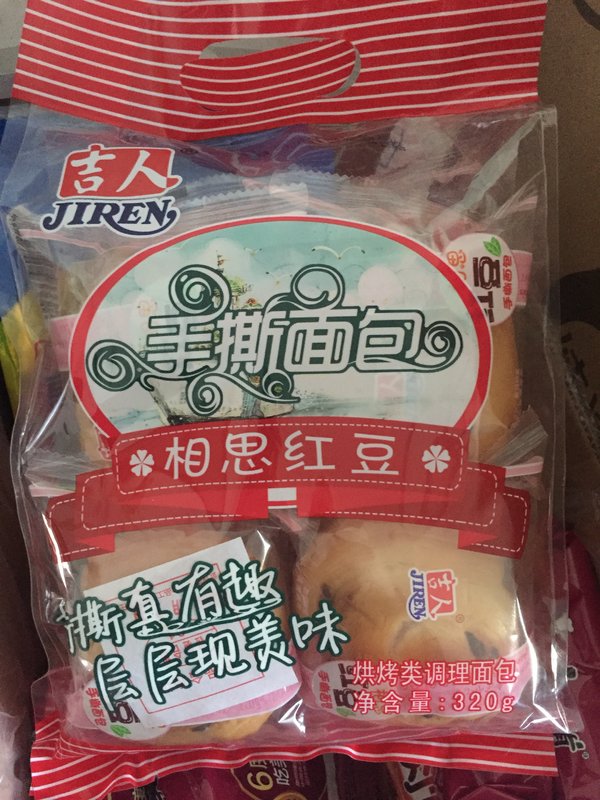 吉人
JIREN
手撕面包
相思红豆
手撕真有趣
层层现美味
吉人
JIREN
烘烤类调理面包
净含量:320g